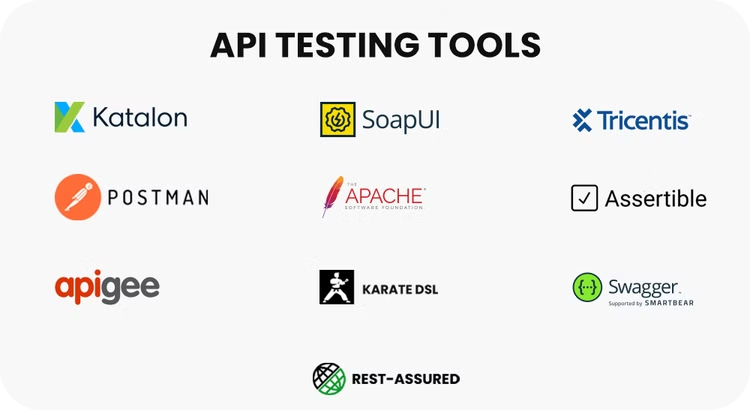 API TESTING TOOLS
Katalon
SoapUI
Tricentis
POSTMAN
THE
APACHE
SOFTWARE FOUNDATION
Assertible
apigee
KARATE DSL
Swagger
Supported by SMARTBEAR
REST-ASSURED